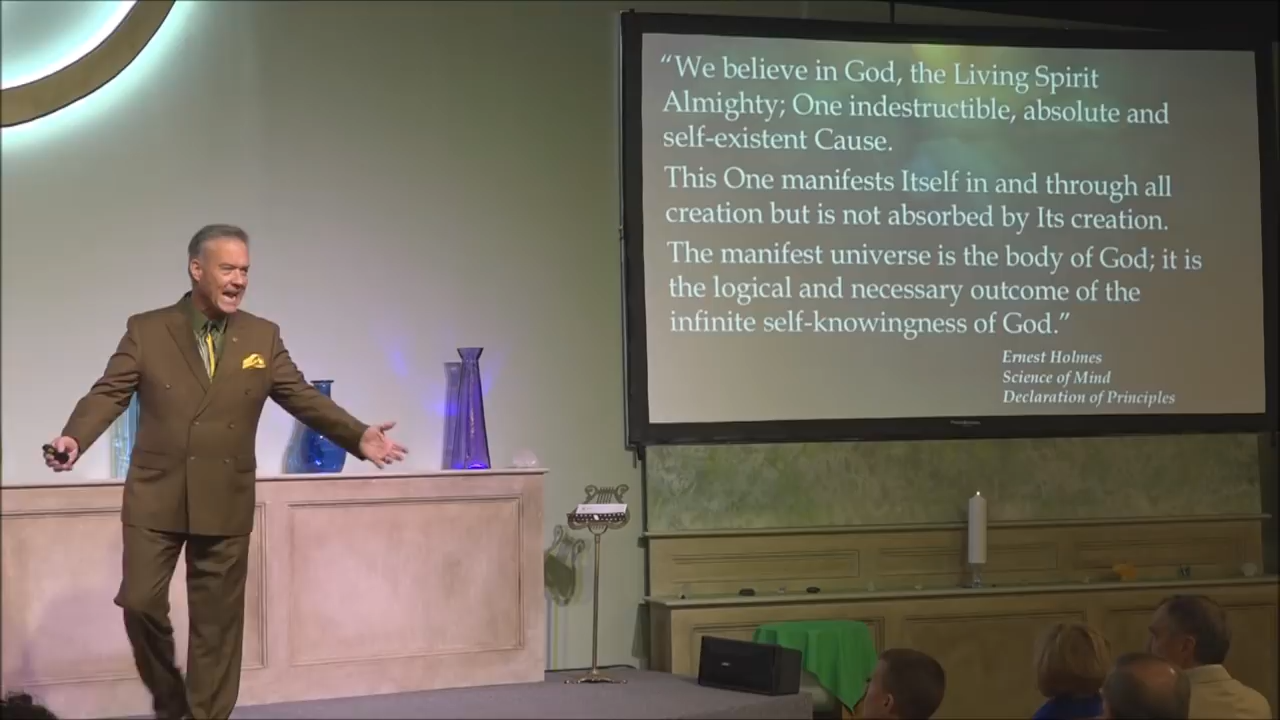 “We believe in God, the Living Spirit
Almighty; One indestructible, absolute and
self-existent Cause.
This One manifests Itself in and through all
creation but is not absorbed by Its creation.
The manifest universe is the body of God; it is
the logical and necessary outcome of the
infinite self-knowingness of God.”
Ernest Holmes
Science of Mind
Declaration of Principles